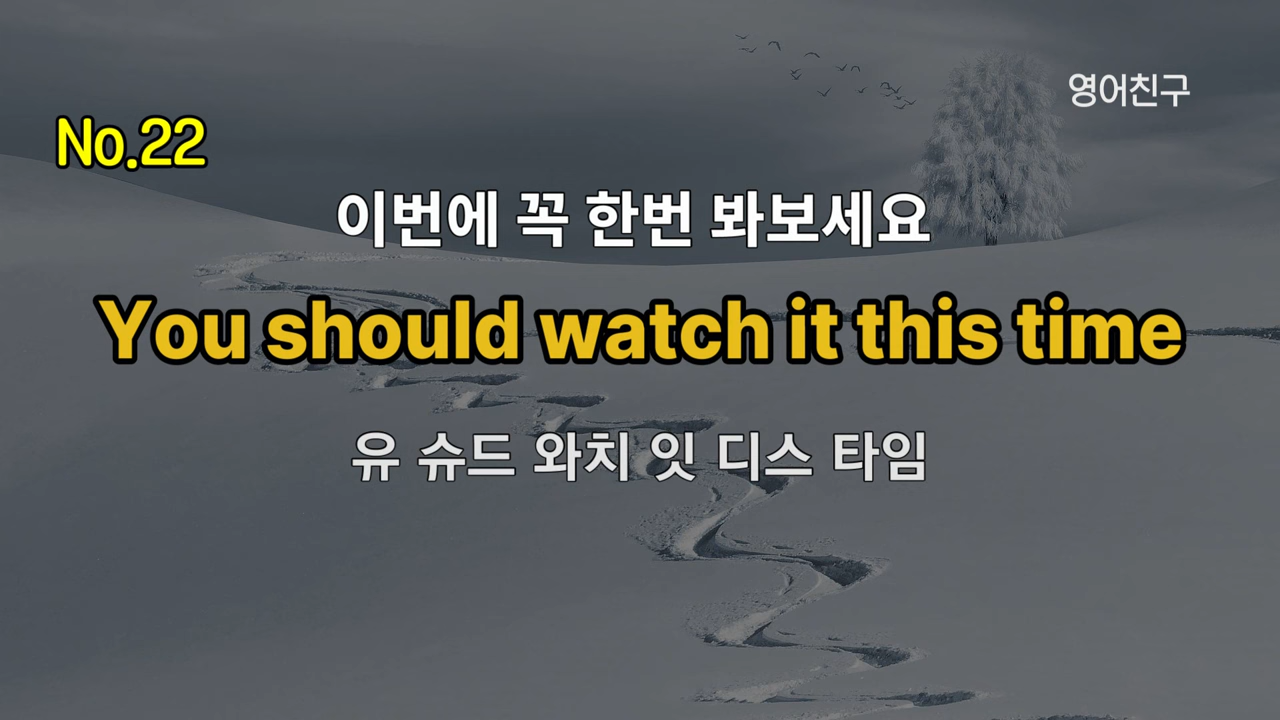 영어친구
No.22
이번에 꼭 한번 봐보세요
You should watch it this time
유 슈드 와치 잇 디스 타임